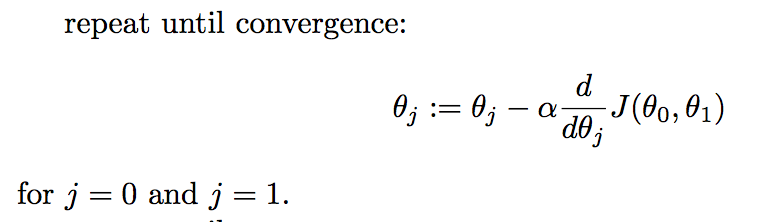 repeat until convergence:
θ_j := θ_j − α d/dθ_j J(θ_0, θ_1)
for j = 0 and j = 1.